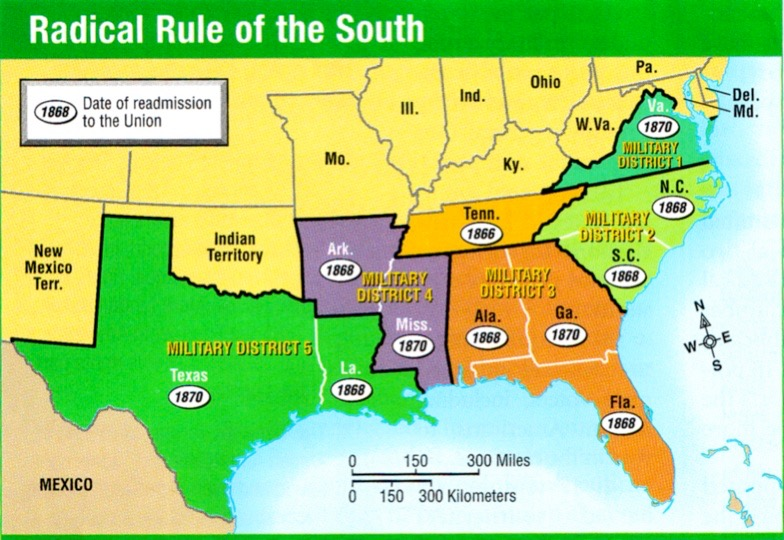 Radical Rule of the South
1868 Date of readmission
to the Union
Pa.
Ohio
Ind.
Ill.
Del.
Md.
W.Va.
Va.
1870
MILITARY
DISTRICT 1
Mo.
Ky.
N.C.
1868
Tenn.
1866
MILITARY
DISTRICT 2
S.C.
1868
New
Mexico
Terr.
Indian
Territory
Ark.
1868
MILITARY
DISTRICT 4
Miss.
1870
MILITARY
DISTRICT 3
Ala.
1868
Ga.
1870
N
W
E
S
MILITARY DISTRICT 5
Texas
1870
La.
1868
Fla.
1868
MEXICO
0 150 300 Miles
0 150 300 Kilometers